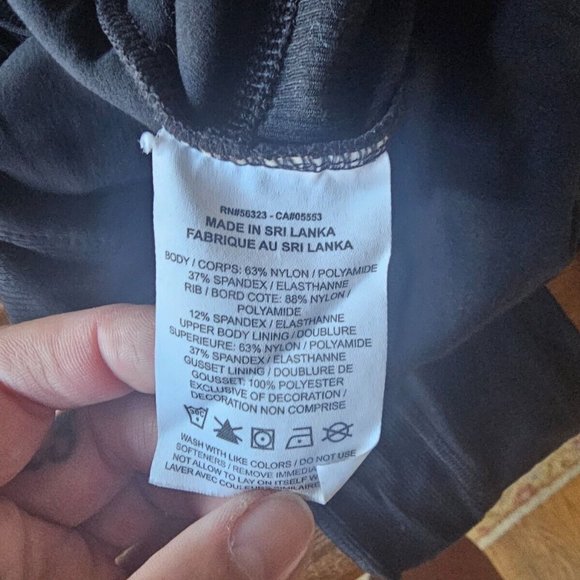 RN#56323 - CA#05553
MADE IN SRI LANKA
FABRIQUE AU SRI LANKA
BODY / CORPS: 63% NYLON / POLYAMIDE
37% SPANDEX / ELASTHANNE
RIB / BORD COTE: 88% NYLON /
POLYAMIDE
12% SPANDEX / ELASTHANNE
UPPER BODY LINING / DOUBLURE
SUPERIEURE: 63% NYLON / POLYAMIDE
37% SPANDEX / ELASTHANNE
GUSSET LINING / DOUBLURE DE
GOUSSET: 100% POLYESTER
EXCLUSIVE OF DECORATION /
DECORATION NON COMPRISE
WASH WITH LIKE COLORS / DO NOT USE
SOFTENERS / REMOVE
NOT ALLOW TO LAY ON ITSELF
LAVER AVEC